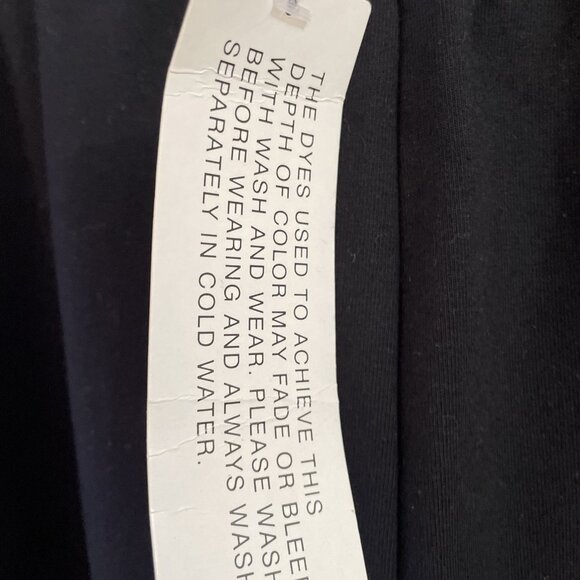 THE DYES USED TO ACHIEVE THIS
DEPTH OF COLOR MAY FADE OR BLEED
WITH WASH AND WEAR. PLEASE WASH
BEFORE WEARING AND ALWAYS WASH
SEPARATELY IN COLD WATER.